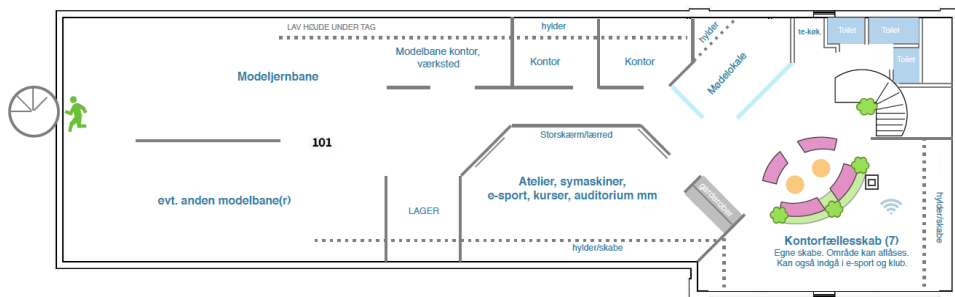 LAV HØJDE UNDER TAG
hylder
hylder
te-køk.
Toilet
Toilet
Toilet
Modelbane kontor,
værksted
Kontor
Kontor
Mødelokale
Modeljernbane
101
Storskærm/lærred
evt. anden modelbane(r)
LAGER
Atelier, symaskiner,
e-sport, kurser, auditorium mm
garderober
hylder/skabe
hylder/skabe
Kontorfællesskab (7)
Egne skabe. Område kan aflåses.
Kan også indgå i e-sport og klub.